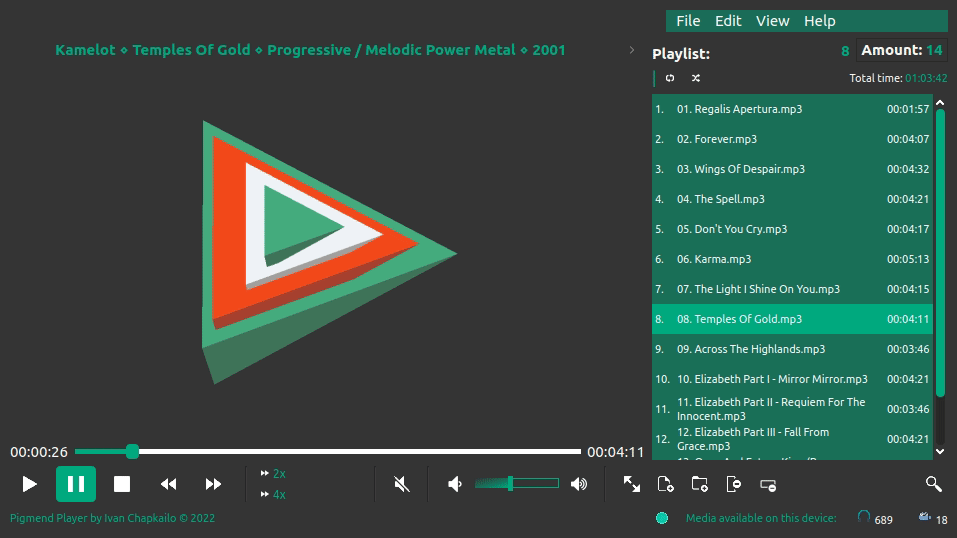 File Edit View Help
Kamelot ⋄ Temples Of Gold ⋄ Progressive / Melodic Power Metal ⋄ 2001
Playlist: 8 Amount: 14
Total time: 01:03:42
1. 01. Regalis Apertura.mp3 00:01:57
2. 02. Forever.mp3 00:04:07
3. 03. Wings Of Despair.mp3 00:04:32
4. 04. The Spell.mp3 00:04:21
5. 05. Don't You Cry.mp3 00:04:17
6. 06. Karma.mp3 00:05:13
7. 07. The Light I Shine On You.mp3 00:04:15
8. 08. Temples Of Gold.mp3 00:04:11
9. 09. Across The Highlands.mp3 00:03:46
10. 10. Elizabeth Part I - Mirror Mirror.mp3 00:04:21
11. 11. Elizabeth Part II - Requiem For The
Innocent.mp3 00:03:46
12. 12. Elizabeth Part III - Fall From
Grace.mp3 00:04:21
00:00:26 00:04:11
2x
4x
Pigmend Player by Ivan Chapkailo © 2022
Media available on this device: 689 18